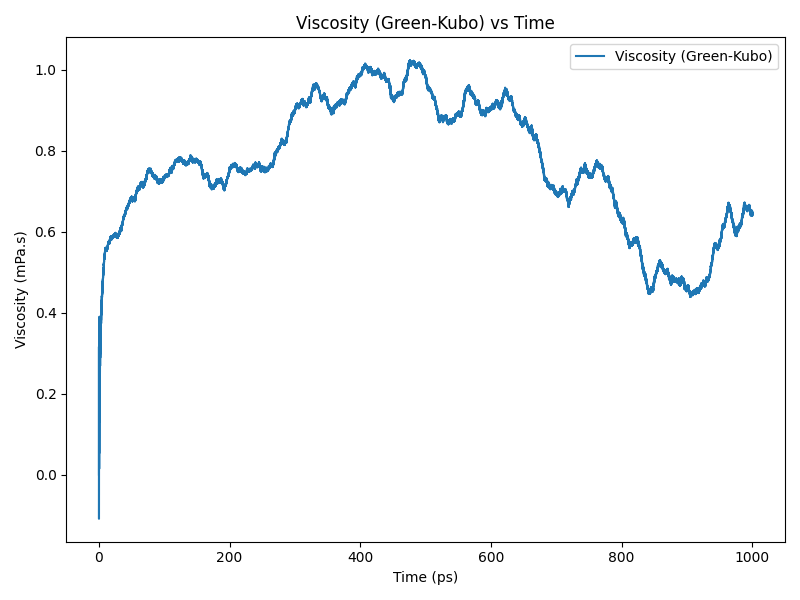 Viscosity (Green-Kubo) vs Time
Viscosity (Green-Kubo)
1.0
0.8
0.6
0.4
0.2
0.0
Viscosity (mPa.s)
0 200 400 600 800 1000
Time (ps)